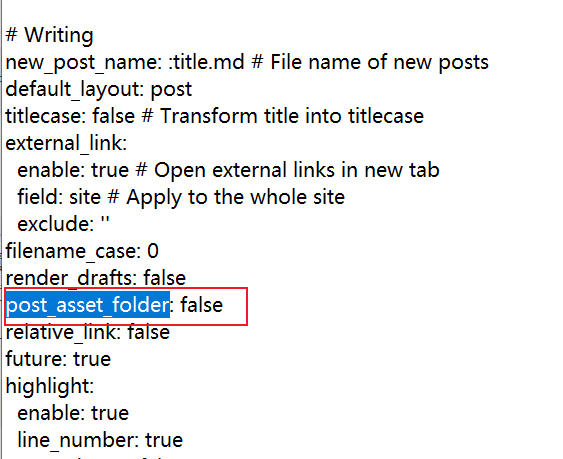 # Writing
new_post_name: :title.md # File name of new posts
default_layout: post
titlecase: false # Transform title into titlecase
external_link:
  enable: true # Open external links in new tab
  field: site # Apply to the whole site
  exclude: ''
filename_case: 0
render_drafts: false
post_asset_folder: false
relative_link: false
future: true
highlight:
  enable: true
  line_number: true